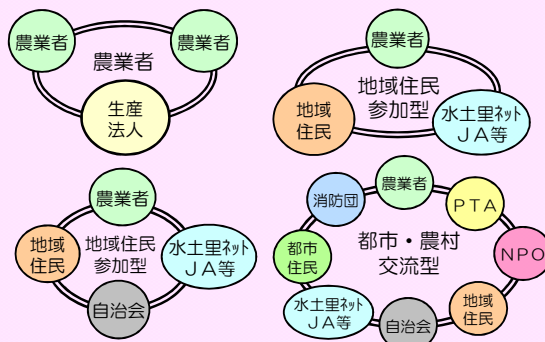 農業者
農業者
農業者
生産
法人
農業者
地域住民
参加型
地域
住民
水土里ネット
JA等
農業者
地域
住民
地域住民
参加型
水土里ネット
JA等
自治会
農業者
消防団
PTA
都市
住民
都市・農村
交流型
NPO
水土里ネット
JA等
地域
住民
自治会